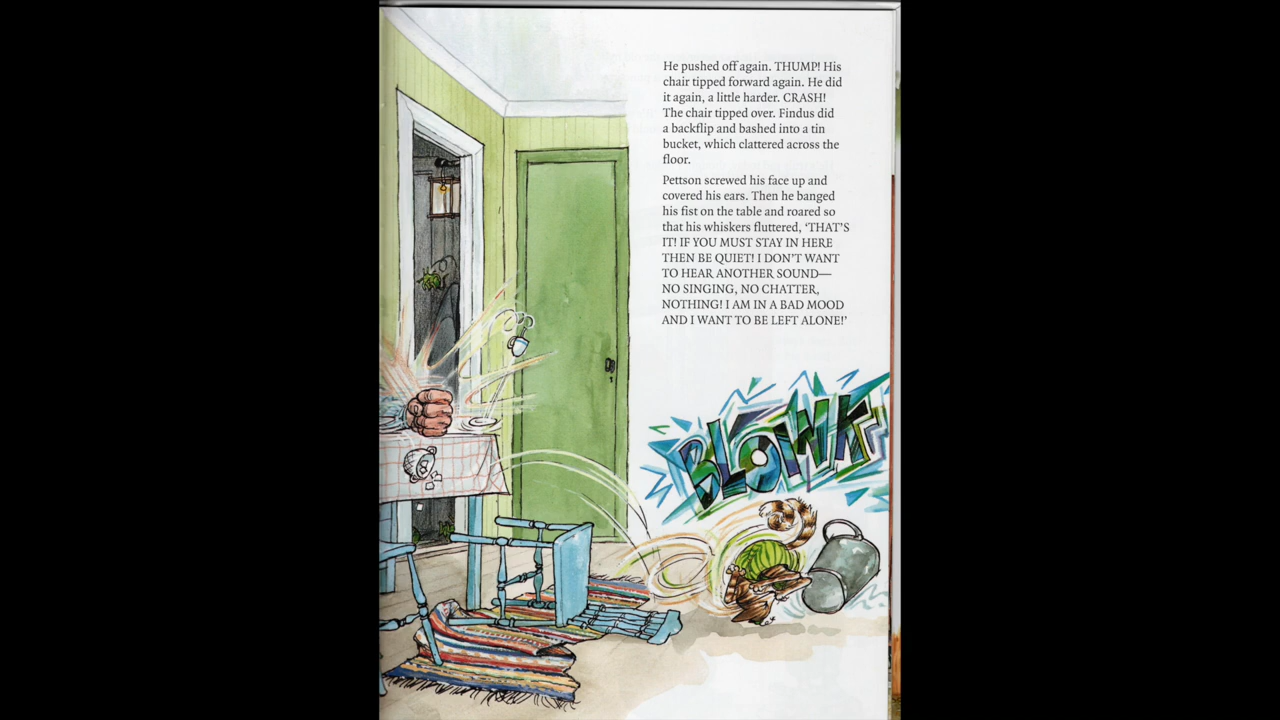 He pushed off again. THUMP! His
chair tipped forward again. He did
it again, a little harder. CRASH!
The chair tipped over. Findus did
a backflip and bashed into a tin
bucket, which clattered across the
floor.
Pettson screwed his face up and
covered his ears. Then he banged
his fist on the table and roared so
that his whiskers fluttered, ‘THAT’S
IT! IF YOU MUST STAY IN HERE
THEN BE QUIET! I DON’T WANT
TO HEAR ANOTHER SOUND—
NO SINGING, NO CHATTER,
NOTHING! I AM IN A BAD MOOD
AND I WANT TO BE LEFT ALONE!’
BLONK